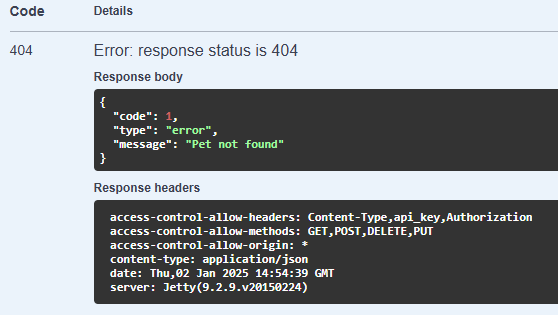 Code Details
404 Error: response status is 404
Response body
{
  "code": 1,
  "type": "error",
  "message": "Pet not found"
}
Response headers
access-control-allow-headers: Content-Type,api_key,Authorization
access-control-allow-methods: GET,POST,DELETE,PUT
access-control-allow-origin: *
content-type: application/json
date: Thu,02 Jan 2025 14:54:39 GMT
server: Jetty(9.2.9.v20150224)